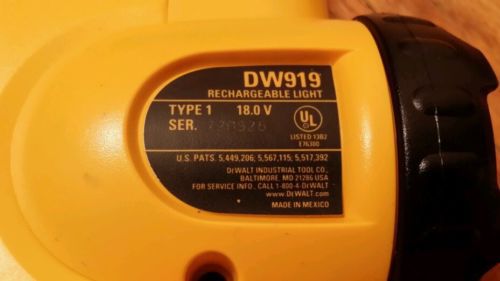 DW919
RECHARGEABLE LIGHT
TYPE 1 18.0 V
SER.
UL
LISTED 13B2
E76300
U.S. PATS. 5,449,206; 5,567,115; 5,517,392
DEWALT INDUSTRIAL TOOL CO.,
BALTIMORE, MD 21286 USA
FOR SERVICE INFO., CALL 1-800-4-DEWALT
www.DEWALT.com
MADE IN MEXICO